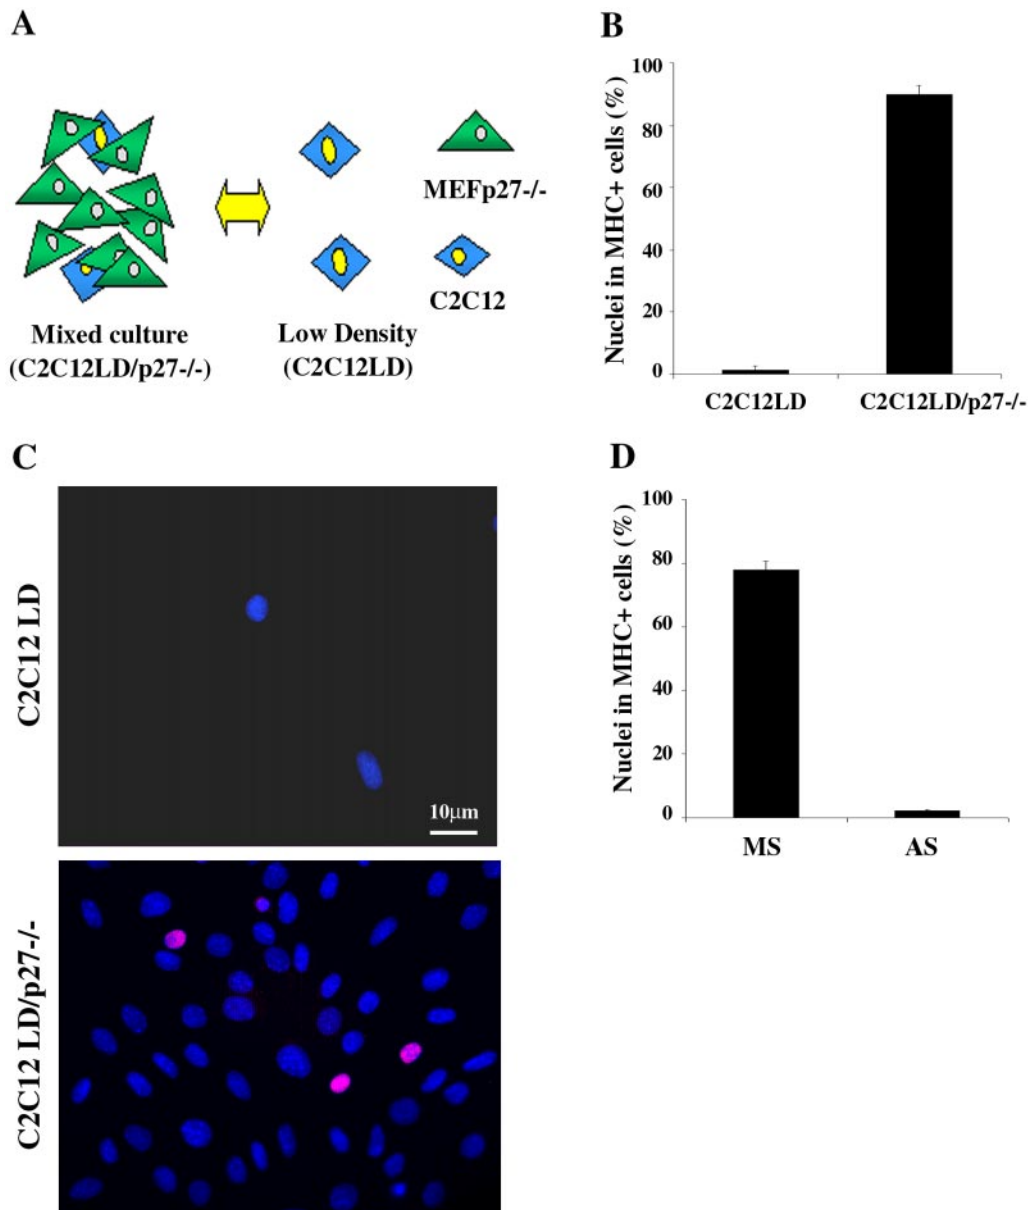 A
MEFp27-/-
C2C12
Mixed culture
(C2C12LD/p27-/-)
Low Density
(C2C12LD)
B
Nuclei in MHC+ cells (%)
100
80
60
40
20
0
C2C12LD
C2C12LD/p27-/-
C
C2C12 LD
10μm
C2C12 LD/p27-/-
D
Nuclei in MHC+ cells (%)
100
80
60
40
20
0
MS
AS